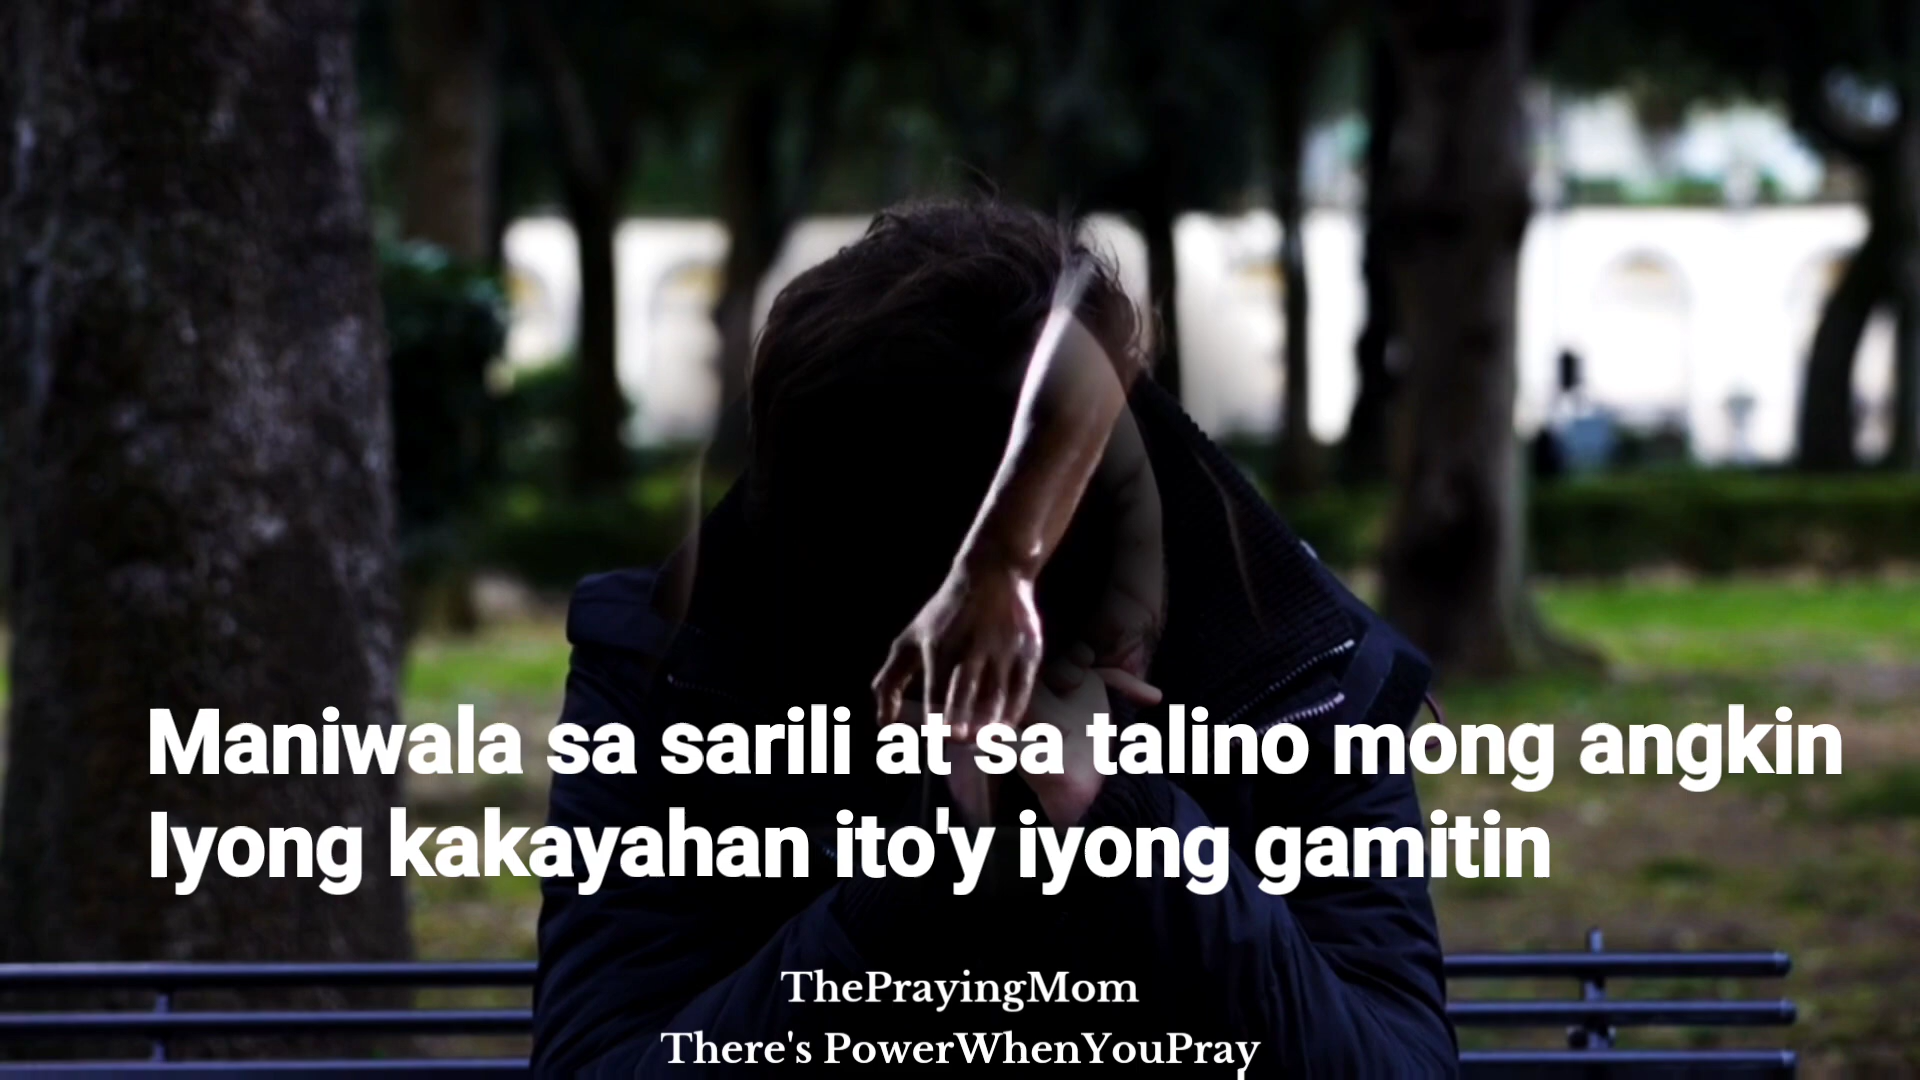 Maniwala sa sarili at sa talino mong angkin
Iyong kakayahan ito'y iyong gamitin
ThePrayingMom
There's PowerWhenYouPray